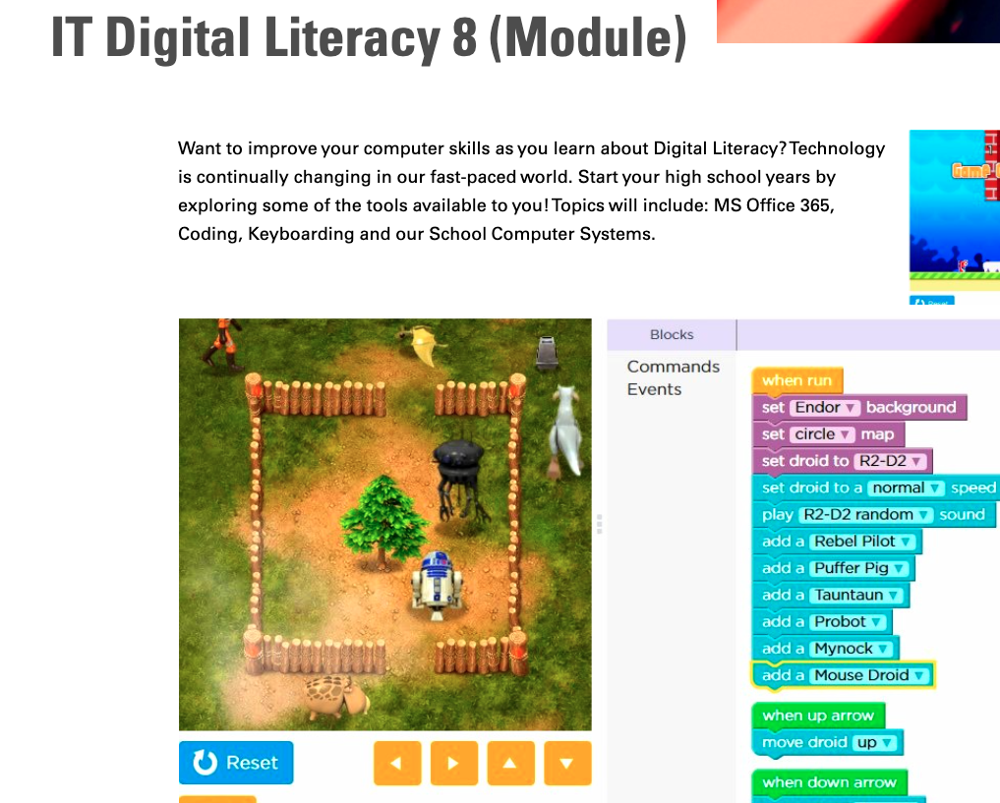 IT Digital Literacy 8 (Module)
Want to improve your computer skills as you learn about Digital Literacy? Technology
is continually changing in our fast-paced world. Start your high school years by
exploring some of the tools available to you! Topics will include: MS Office 365,
Coding, Keyboarding and our School Computer Systems.
Game
Reset
Blocks
Commands
Events
when run
set Endor background
set circle map
set droid to R2-D2
set droid to a normal speed
play R2-D2 random sound
add a Rebel Pilot
add a Puffer Pig
add a Tauntaun
add a Probot
add a Mynock
add a Mouse Droid
when up arrow
move droid up
when down arrow
Reset